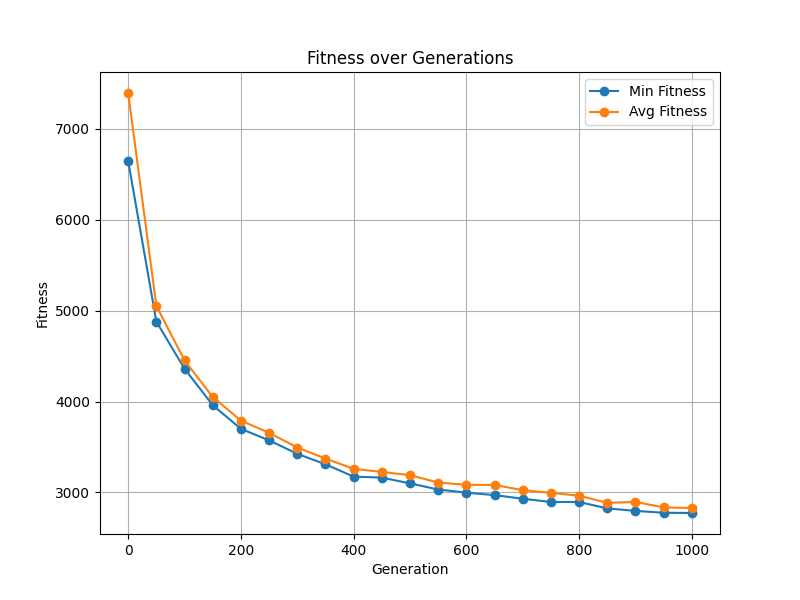 Fitness over Generations
Min Fitness
Avg Fitness
7000
6000
5000
4000
3000
Fitness
0 200 400 600 800 1000
Generation